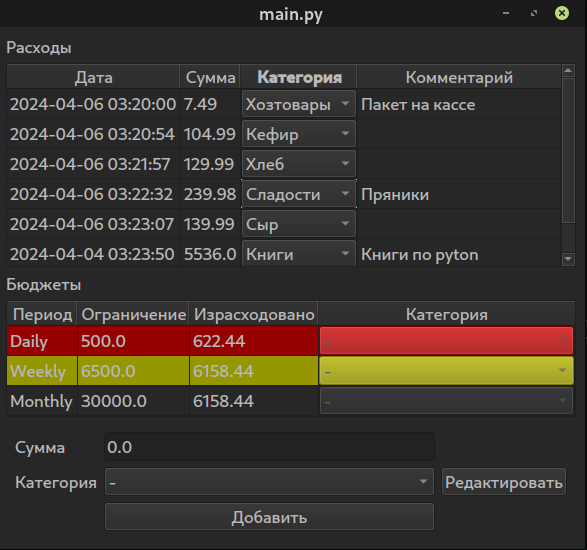 main.py
Расходы
Дата Сумма Категория Комментарий
2024-04-06 03:20:00 7.49 Хозтовары Пакет на кассе
2024-04-06 03:20:54 104.99 Кефир
2024-04-06 03:21:57 129.99 Хлеб
2024-04-06 03:22:32 239.98 Сладости Пряники
2024-04-06 03:23:07 139.99 Сыр
2024-04-04 03:23:50 5536.0 Книги Книги по pyton
Бюджеты
Период Ограничение Израсходовано Категория
Daily 500.0 622.44 -
Weekly 6500.0 6158.44 -
Monthly 30000.0 6158.44 -
Сумма 0.0
Категория - Редактировать
Добавить